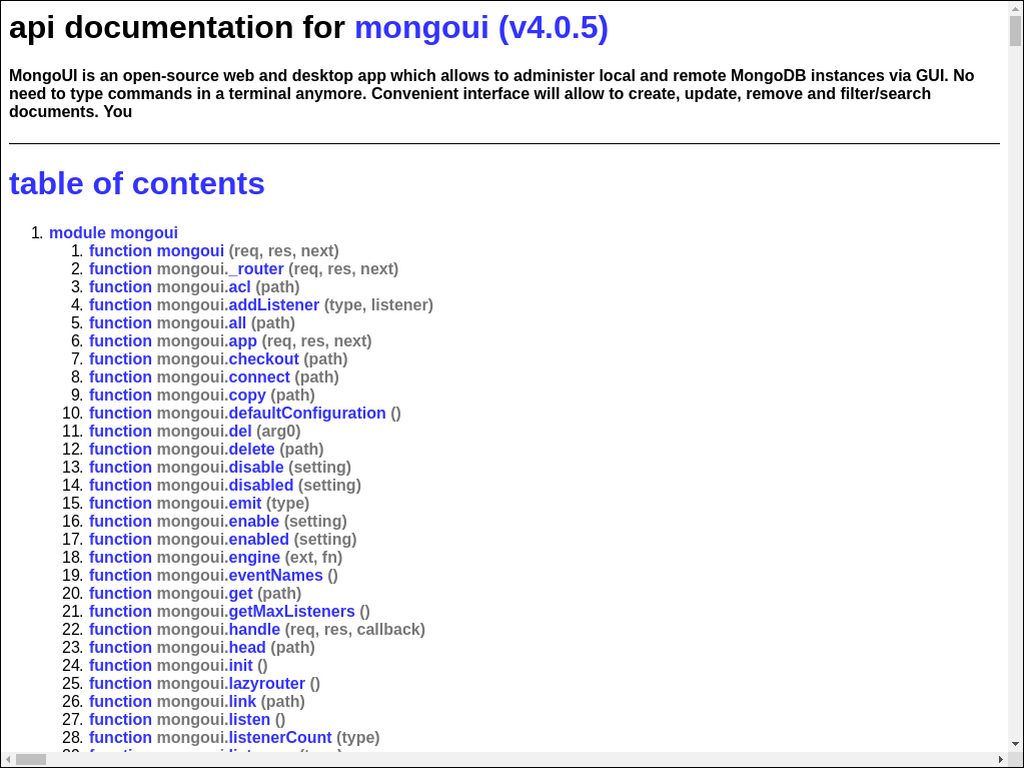 api documentation for mongoui (v4.0.5)
MongoUI is an open-source web and desktop app which allows to administer local and remote MongoDB instances via GUI. No
need to type commands in a terminal anymore. Convenient interface will allow to create, update, remove and filter/search
documents. You
table of contents
1. module mongoui
1. function mongoui (req, res, next)
2. function mongoui._router (req, res, next)
3. function mongoui.acl (path)
4. function mongoui.addListener (type, listener)
5. function mongoui.all (path)
6. function mongoui.app (req, res, next)
7. function mongoui.checkout (path)
8. function mongoui.connect (path)
9. function mongoui.copy (path)
10. function mongoui.defaultConfiguration ()
11. function mongoui.del (arg0)
12. function mongoui.delete (path)
13. function mongoui.disable (setting)
14. function mongoui.disabled (setting)
15. function mongoui.emit (type)
16. function mongoui.enable (setting)
17. function mongoui.enabled (setting)
18. function mongoui.engine (ext, fn)
19. function mongoui.eventNames ()
20. function mongoui.get (path)
21. function mongoui.getMaxListeners ()
22. function mongoui.handle (req, res, callback)
23. function mongoui.head (path)
24. function mongoui.init ()
25. function mongoui.lazyrouter ()
26. function mongoui.link (path)
27. function mongoui.listen ()
28. function mongoui.listenerCount (type)